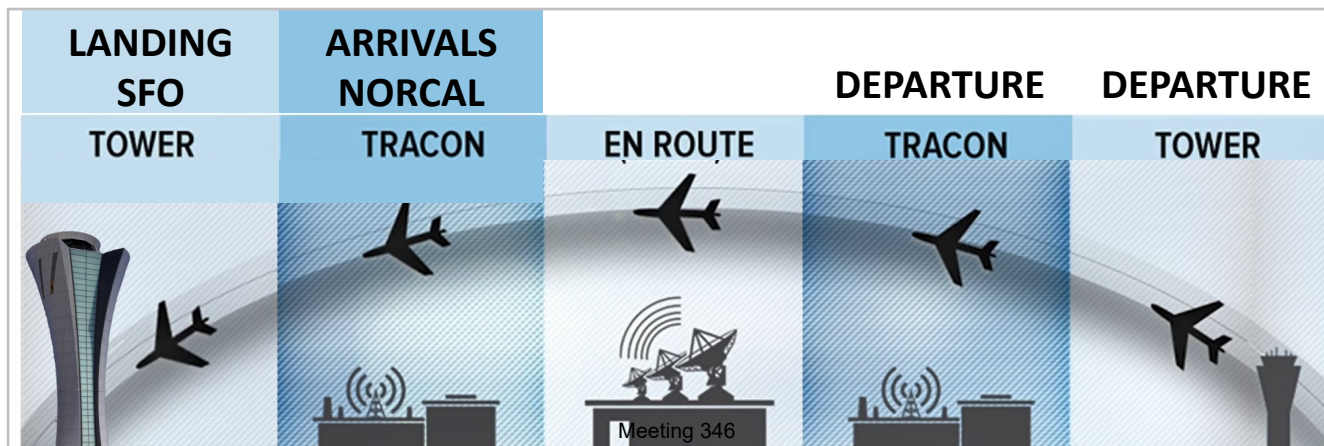 LANDING
SFO
ARRIVALS
NORCAL
DEPARTURE
DEPARTURE
TOWER
TRACON
EN ROUTE
TRACON
TOWER
Meeting 346